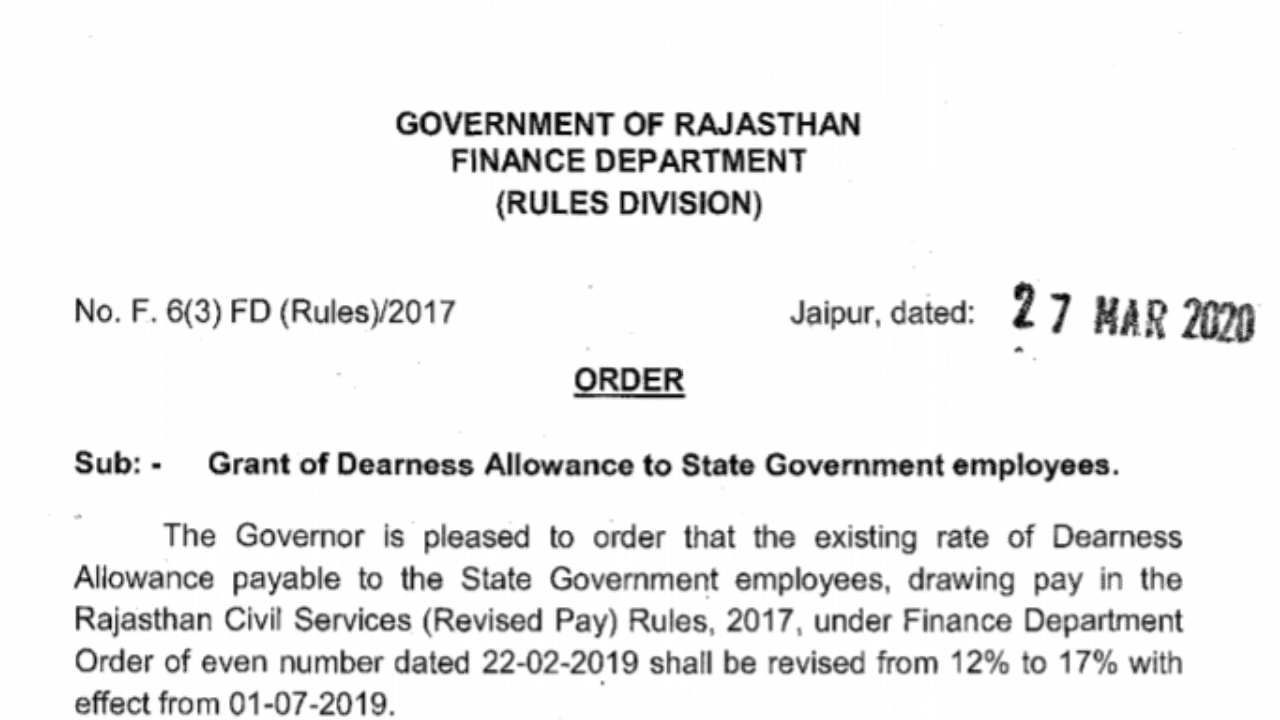 GOVERNMENT OF RAJASTHAN
FINANCE DEPARTMENT
(RULES DIVISION)
No. F. 6(3) FD (Rules)/2017 Jaipur, dated: 27 MAR 2020
ORDER
Sub: - Grant of Dearness Allowance to State Government employees.
The Governor is pleased to order that the existing rate of Dearness
Allowance payable to the State Government employees, drawing pay in the
Rajasthan Civil Services (Revised Pay) Rules, 2017, under Finance Department
Order of even number dated 22-02-2019 shall be revised from 12% to 17% with
effect from 01-07-2019.